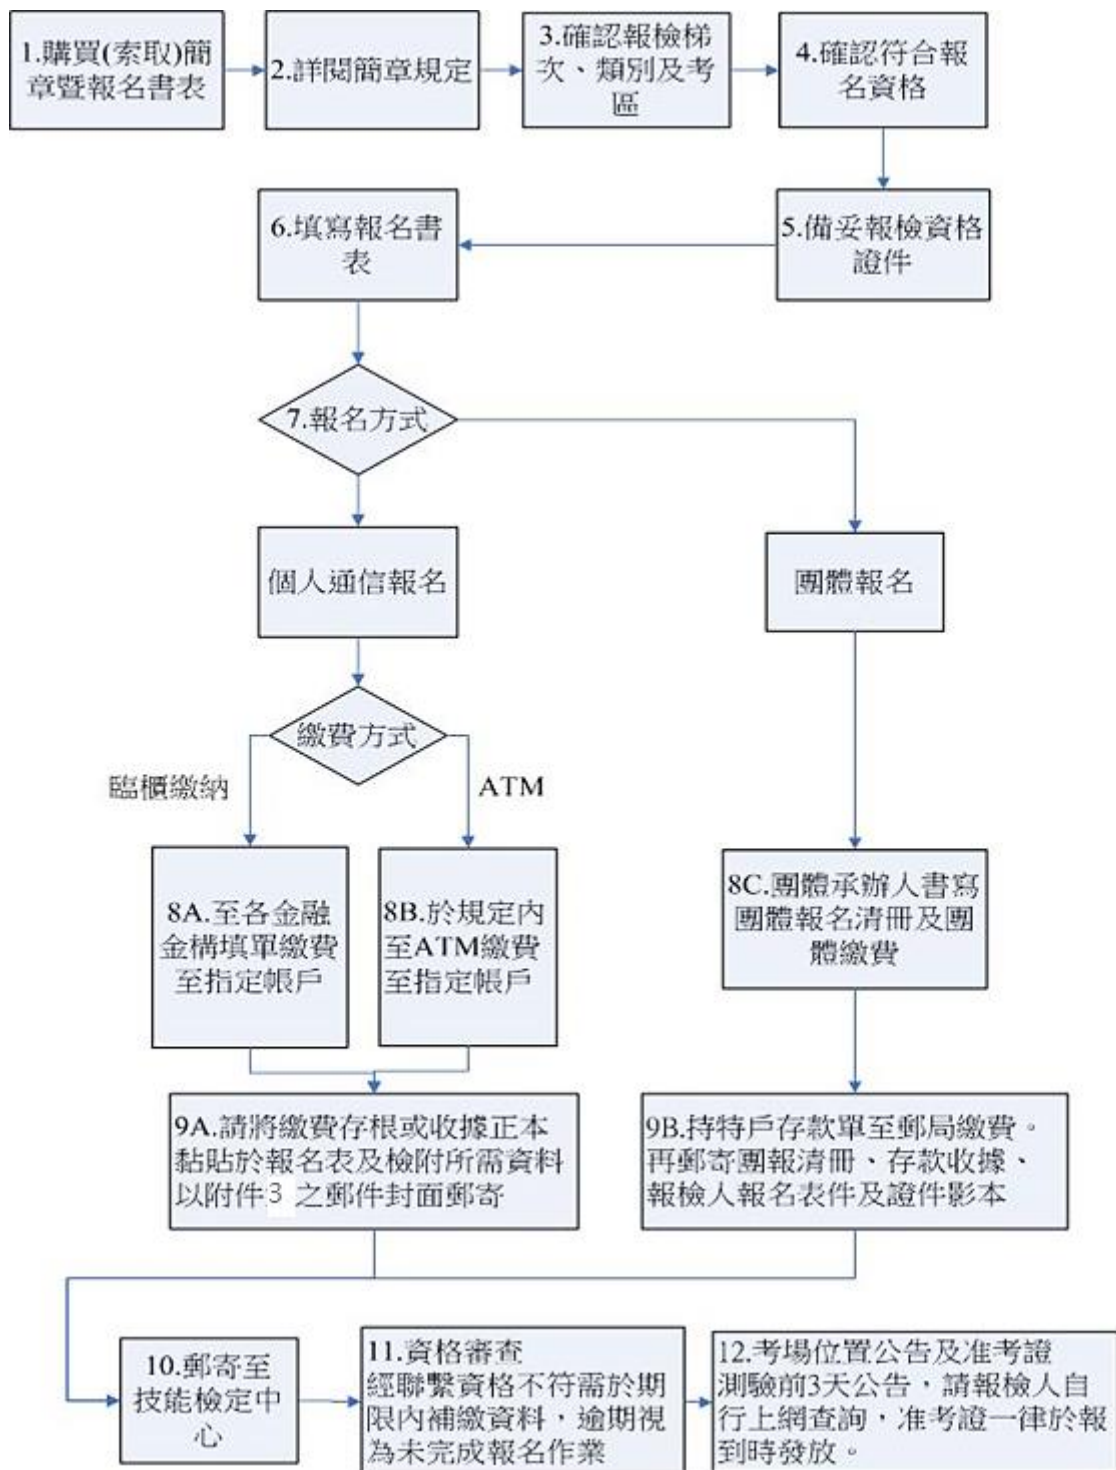 1.購買(索取)簡
章暨報名書表
2.詳閱簡章規定
3.確認報檢梯
次、類別及考
區
4.確認符合報
名資格
5.備妥報檢資格
證件
6.填寫報名書
表
7.報名方式
個人通信報名
團體報名
繳費方式
臨櫃繳納
ATM
8A.至各金融
金構填單繳費
至指定帳戶
8B.於規定內
至ATM繳費
至指定帳戶
8C.團體承辦人書寫
團體報名清冊及團
體繳費
9A.請將繳費存根或收據正本
黏貼於報名表及檢附所需資料
以附件3之郵件封面郵寄
9B.持特戶存款單至郵局繳費。
再郵寄團報清冊、存款收據、
報檢人報名表件及證件影本
10.郵寄至
技能檢定中
心
11.資格審查
經聯繫資格不符需於期
限內補繳資料，逾期視
為未完成報名作業
12.考場位置公告及准考證
測驗前3天公告，請報檢人自
行上網查詢，准考證一律於報
到時發放。